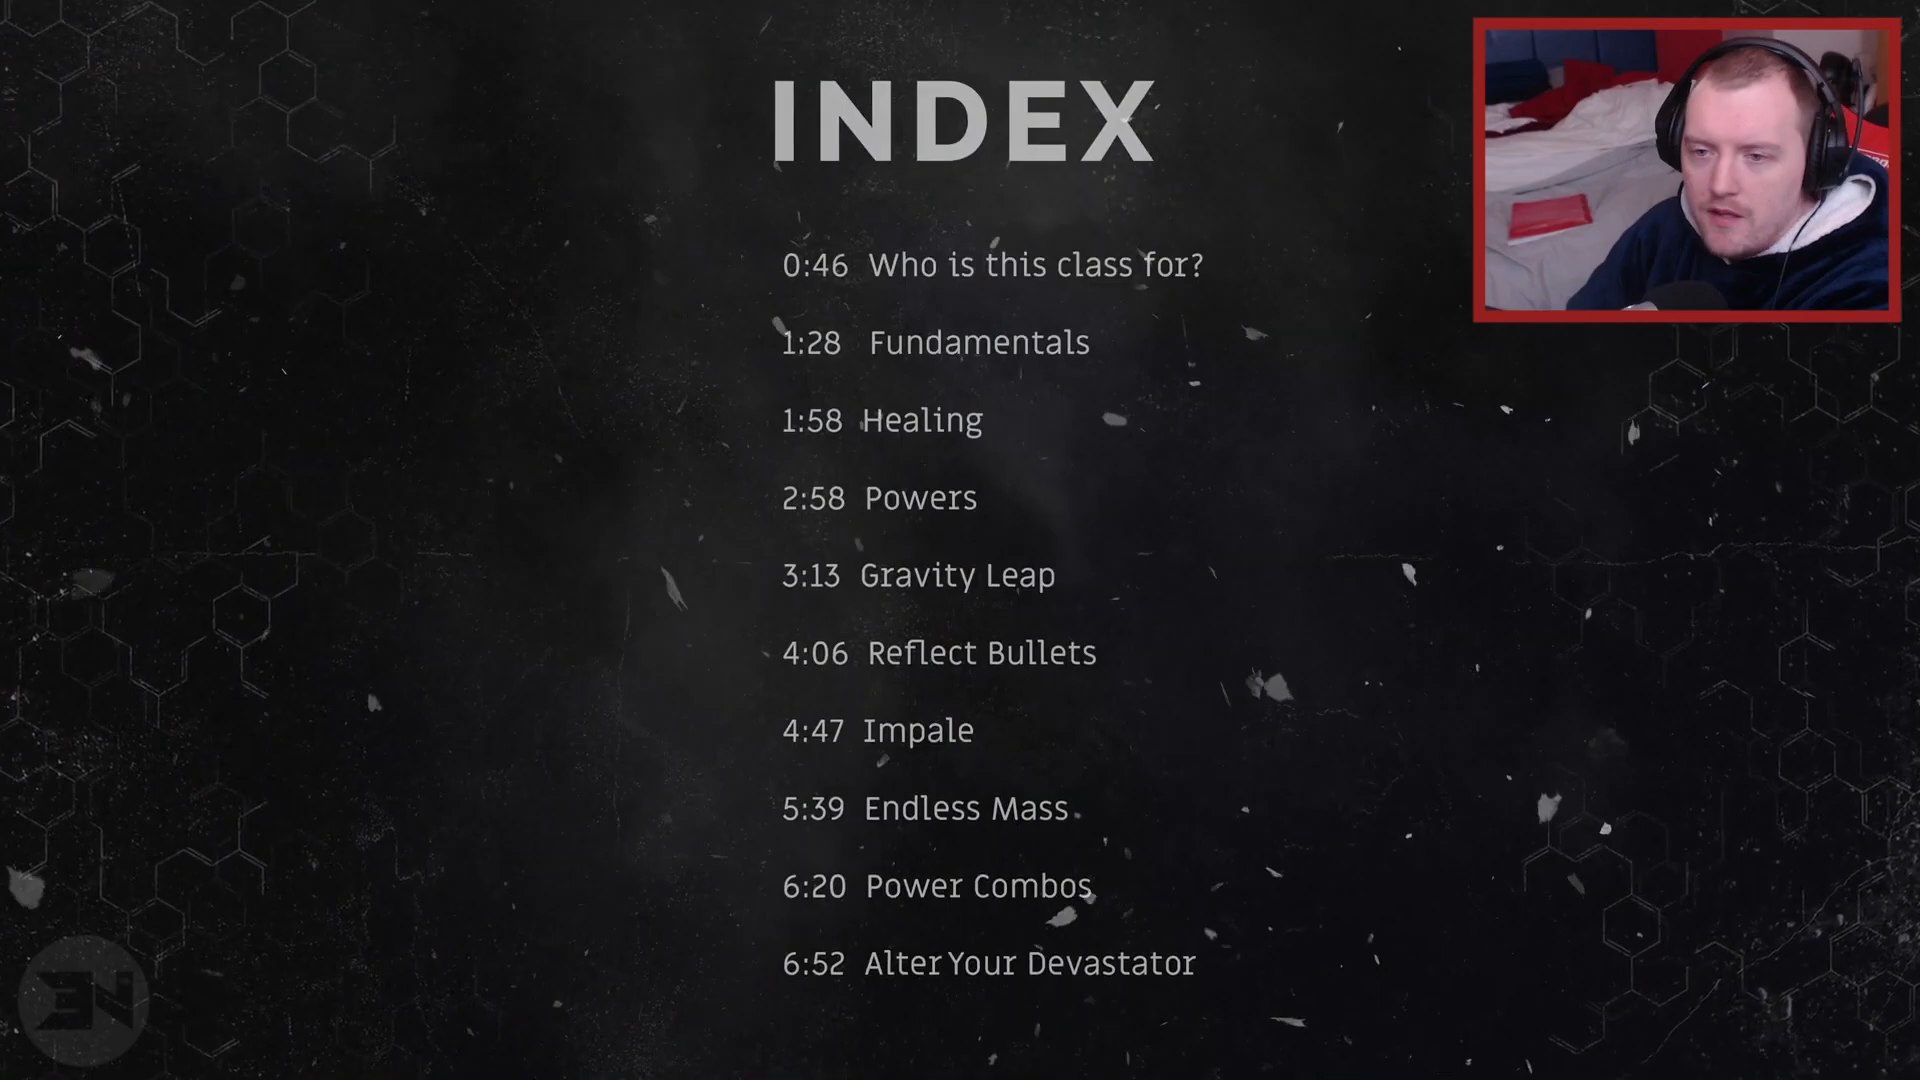 INDEX
0:46 Who is this class for?
1:28 Fundamentals
1:58 Healing
2:58 Powers
3:13 Gravity Leap
4:06 Reflect Bullets
4:47 Impale
5:39 Endless Mass
6:20 Power Combos
6:52 Alter Your Devastator